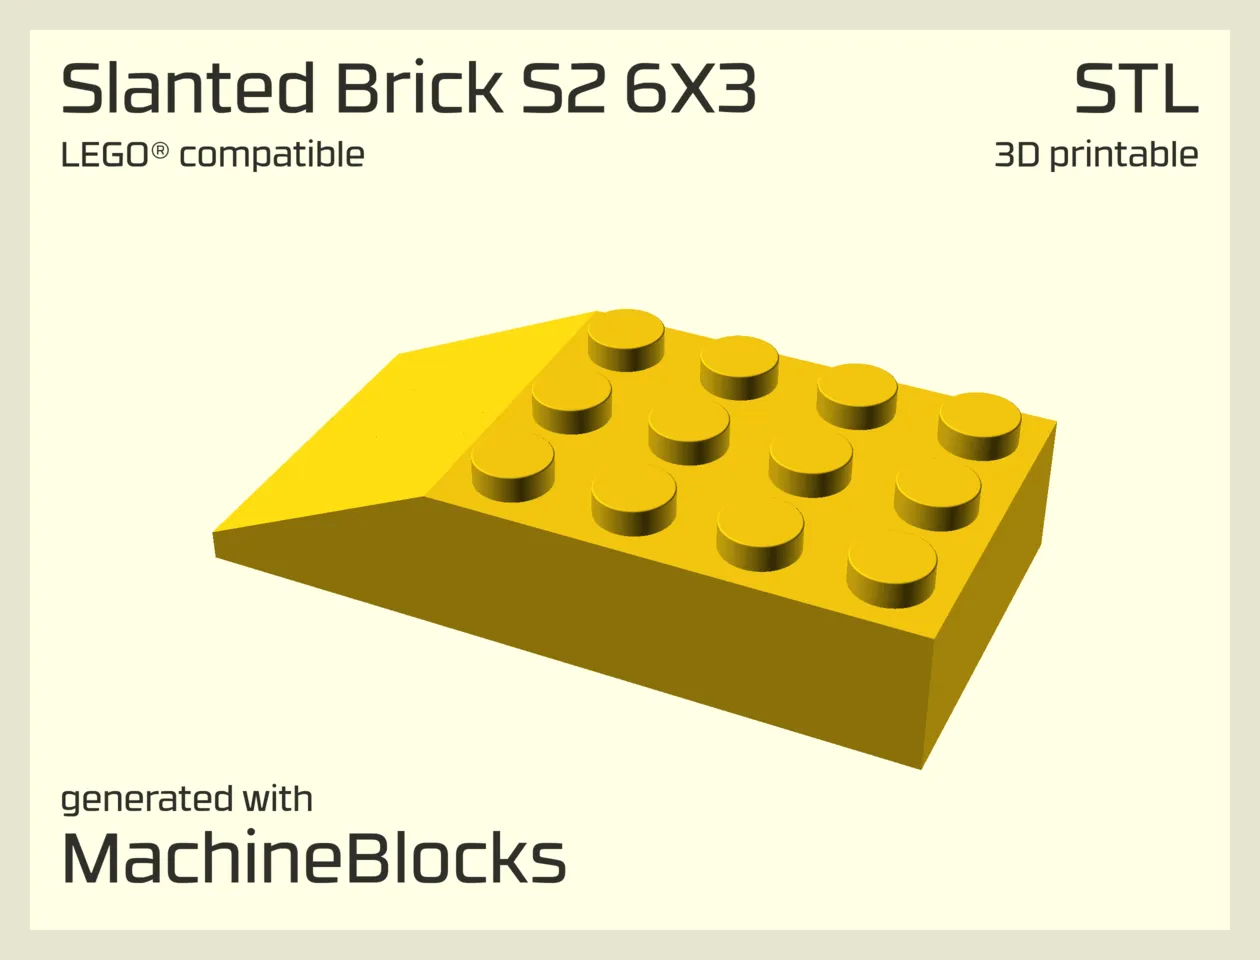 Slanted Brick S2 6X3
STL
LEGO® compatible
3D printable
generated with
MachineBlocks